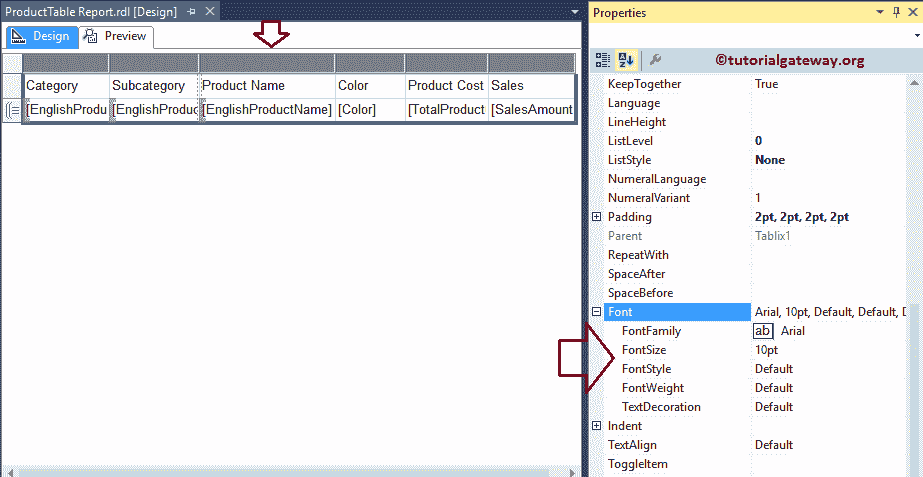 ProductTable Report.rdl [Design]
Design
Preview
Category Subcategory Product Name Color Product Cost Sales
[EnglishProdu [EnglishProduc [EnglishProductName] [Color] [TotalProduct [SalesAmount
Properties
A
Z
©tutorialgateway.org
KeepTogether True
Language
LineHeight
ListLevel 0
ListStyle None
NumeralLanguage
NumeralVariant 1
Padding 2pt, 2pt, 2pt, 2pt
Parent Tablix1
RepeatWith
SpaceAfter
SpaceBefore
Font Arial, 10pt, Default, Default, D
FontFamily ab Arial
FontSize 10pt
FontStyle Default
FontWeight Default
TextDecoration Default
Indent
TextAlign Default
ToggleItem